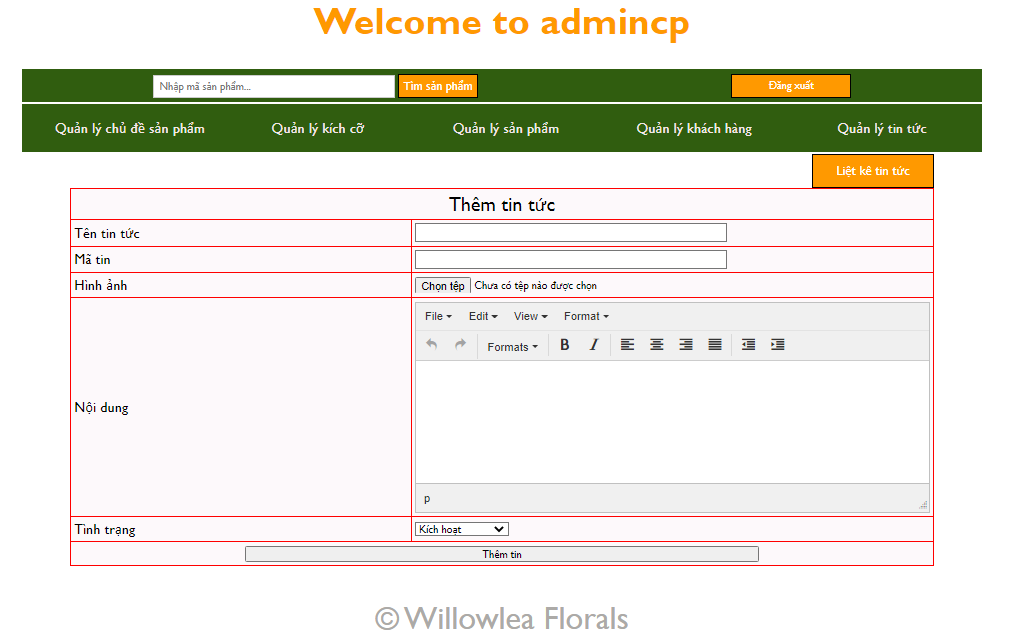 Welcome to admincp
Nhập mã sản phẩm... Tìm sản phẩm Đăng xuất
Quản lý chủ đề sản phẩm Quản lý kích cỡ Quản lý sản phẩm Quản lý khách hàng Quản lý tin tức
Liệt kê tin tức
Thêm tin tức
Tên tin tức
Mã tin
Hình ảnh Chọn tệp Chưa có tệp nào được chọn
File Edit View Format
Formats B I
Nội dung
p
Tình trạng Kích hoạt
Thêm tin
© Willowlea Florals